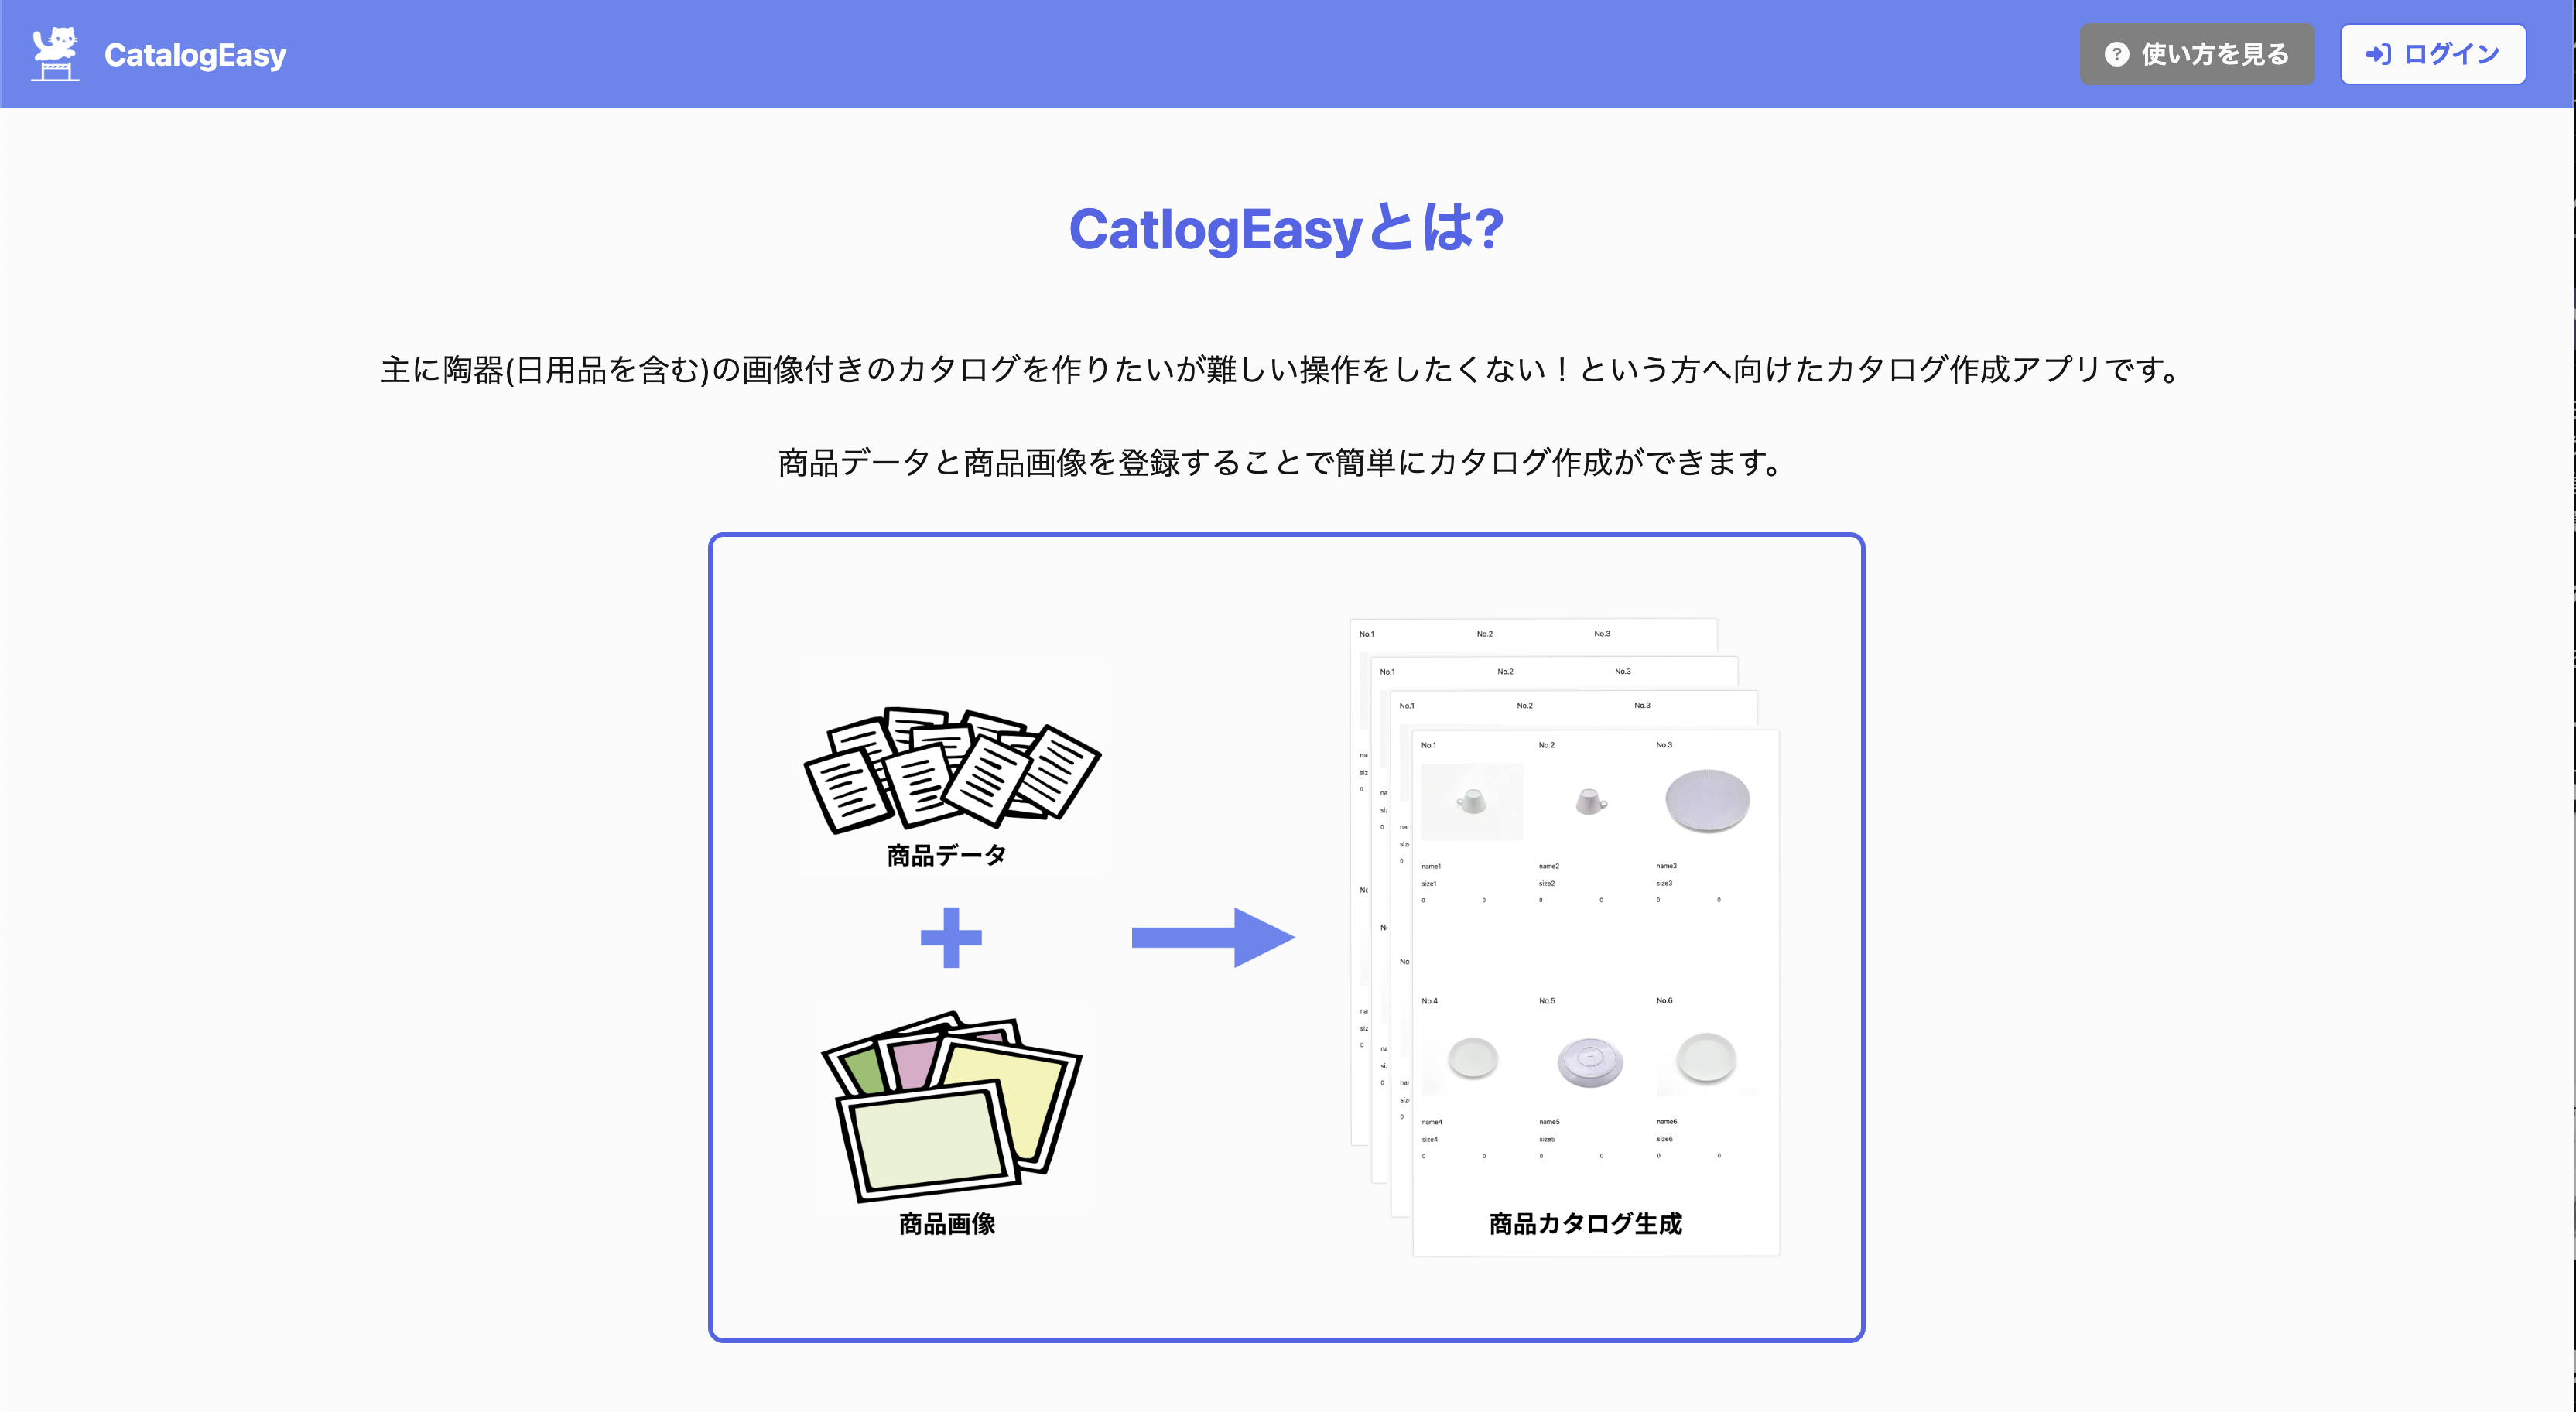 CatalogEasy
使い方を見る
ログイン
CatlogEasyとは?
主に陶器(日用品を含む)の画像付きのカタログを作りたいが難しい操作をしたくない！という方へ向けたカタログ作成アプリです。
商品データと商品画像を登録することで簡単にカタログ作成ができます。
商品データ
商品画像
No.1 No.2 No.3
No.1 No.2 No.3
No.1 No.2 No.3
No.1 No.2 No.3
name1 name2 name3
size1 size2 size3
0 0 0 0 0 0
No.4 No.5 No.6
name4 name5 name6
size4 size5 size6
0 0 0 0 0 0
商品カタログ生成